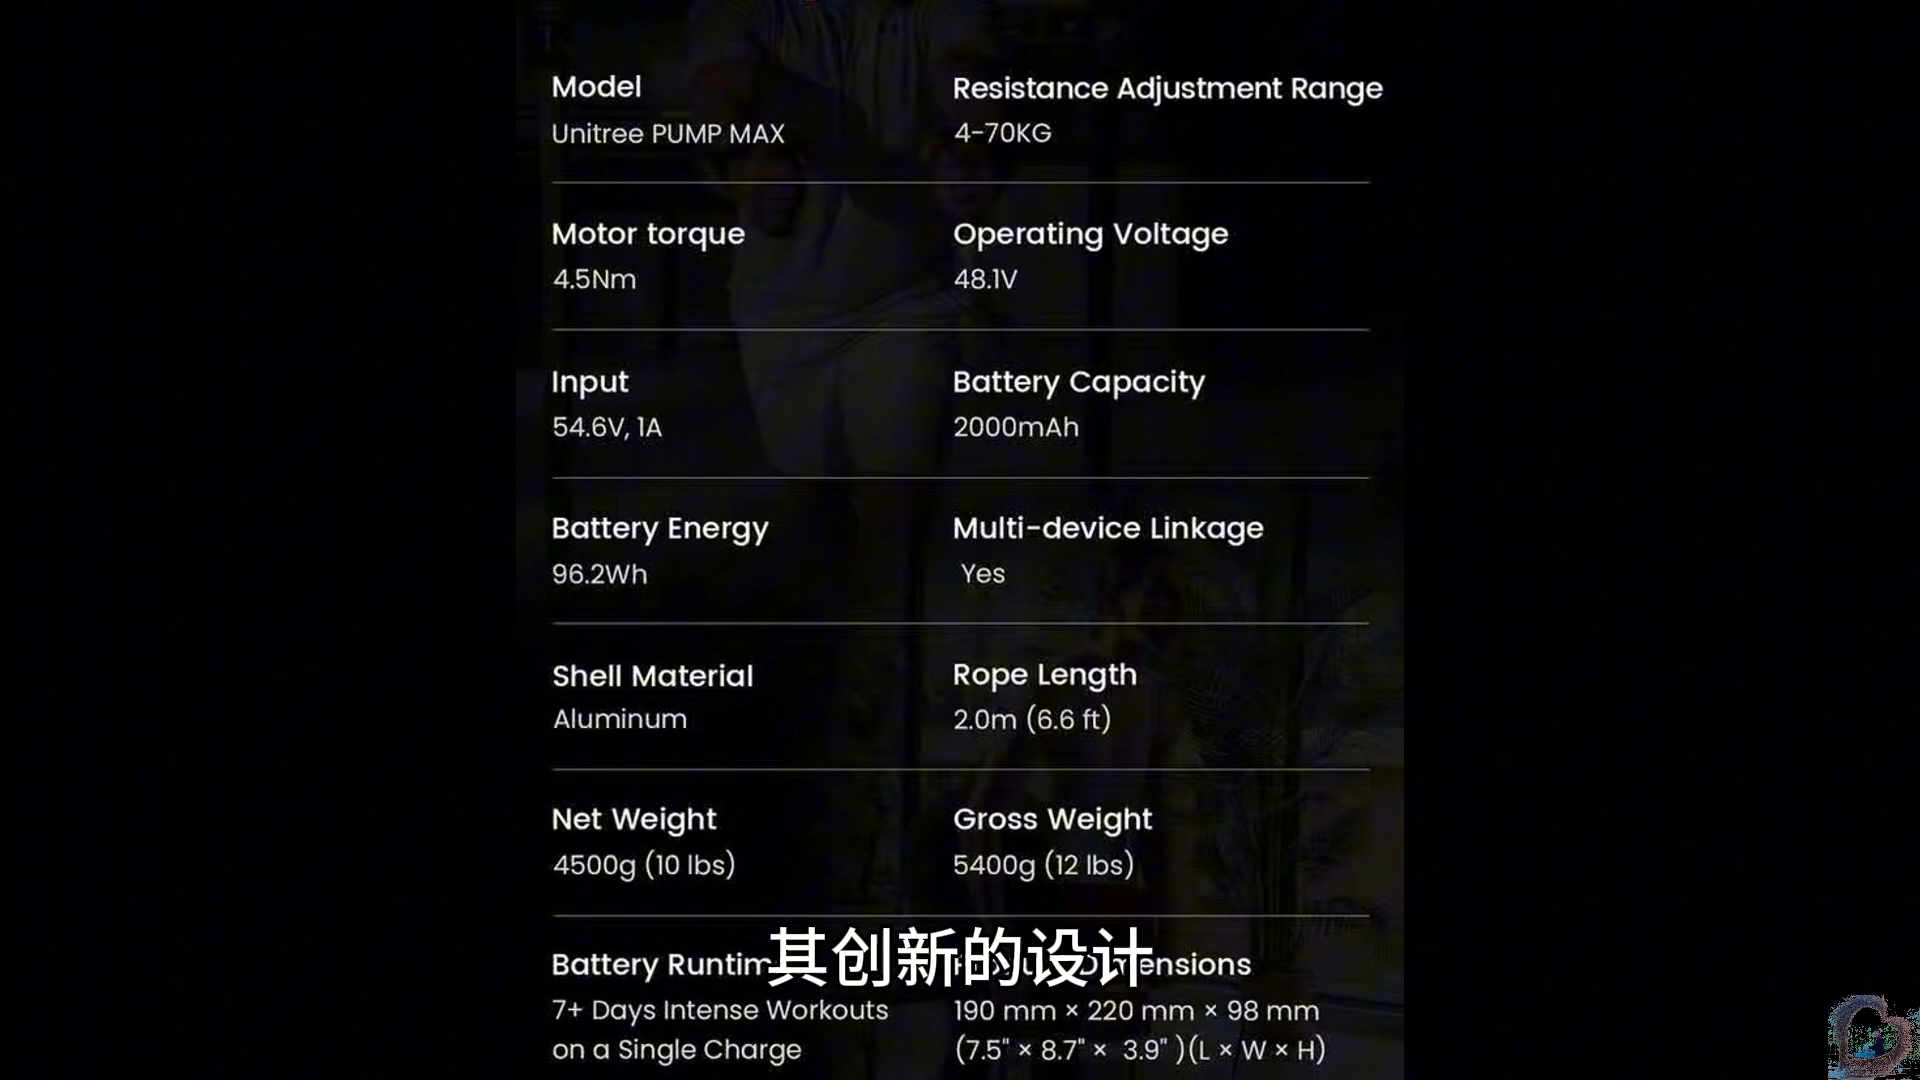 Model
Resistance Adjustment Range
Unitree PUMP MAX
4-70KG
Motor torque
Operating Voltage
4.5Nm
48.1V
Input
Battery Capacity
54.6V, 1A
2000mAh
Battery Energy
Multi-device Linkage
96.2Wh
Yes
Shell Material
Rope Length
Aluminum
2.0m (6.6 ft)
Net Weight
Gross Weight
4500g (10 lbs)
5400g (12 lbs)
Battery
其创新的设计
7+ Days Intense Workouts
190 mm × 220 mm × 98 mm
on a Single Charge
(7.5" × 8.7" × 3.9" )(L × W × H)